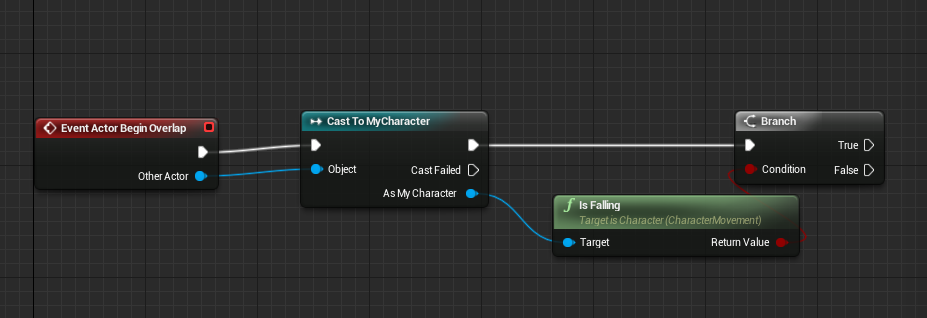 Event Actor Begin Overlap
Other Actor
Cast To MyCharacter
Object
Cast Failed
As My Character
f Is Falling
Target is Character (CharacterMovement)
Target
Return Value
Branch
True
Condition
False